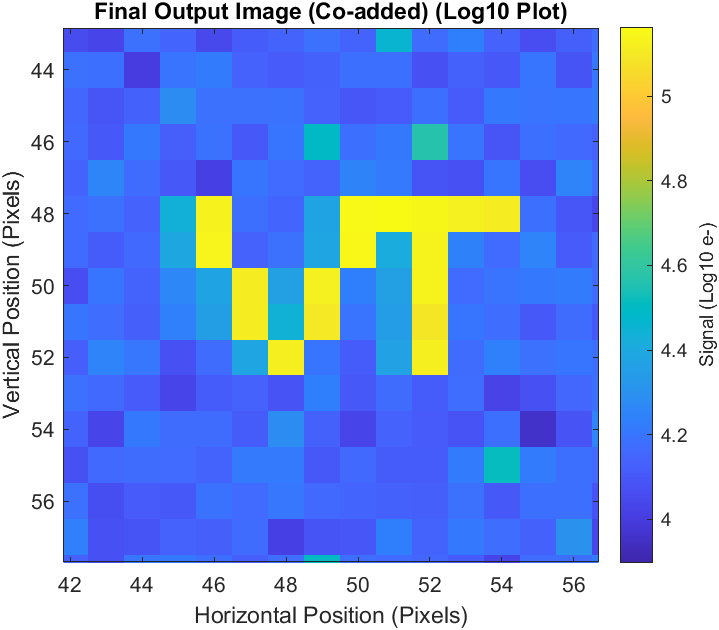 Final Output Image (Co-added) (Log10 Plot)
44
46
48
50
52
54
56
Vertical Position (Pixels)
VT
42 44 46 48 50 52 54 56
Horizontal Position (Pixels)
5
4.8
4.6
4.4
4.2
4
Signal (Log10 e-)